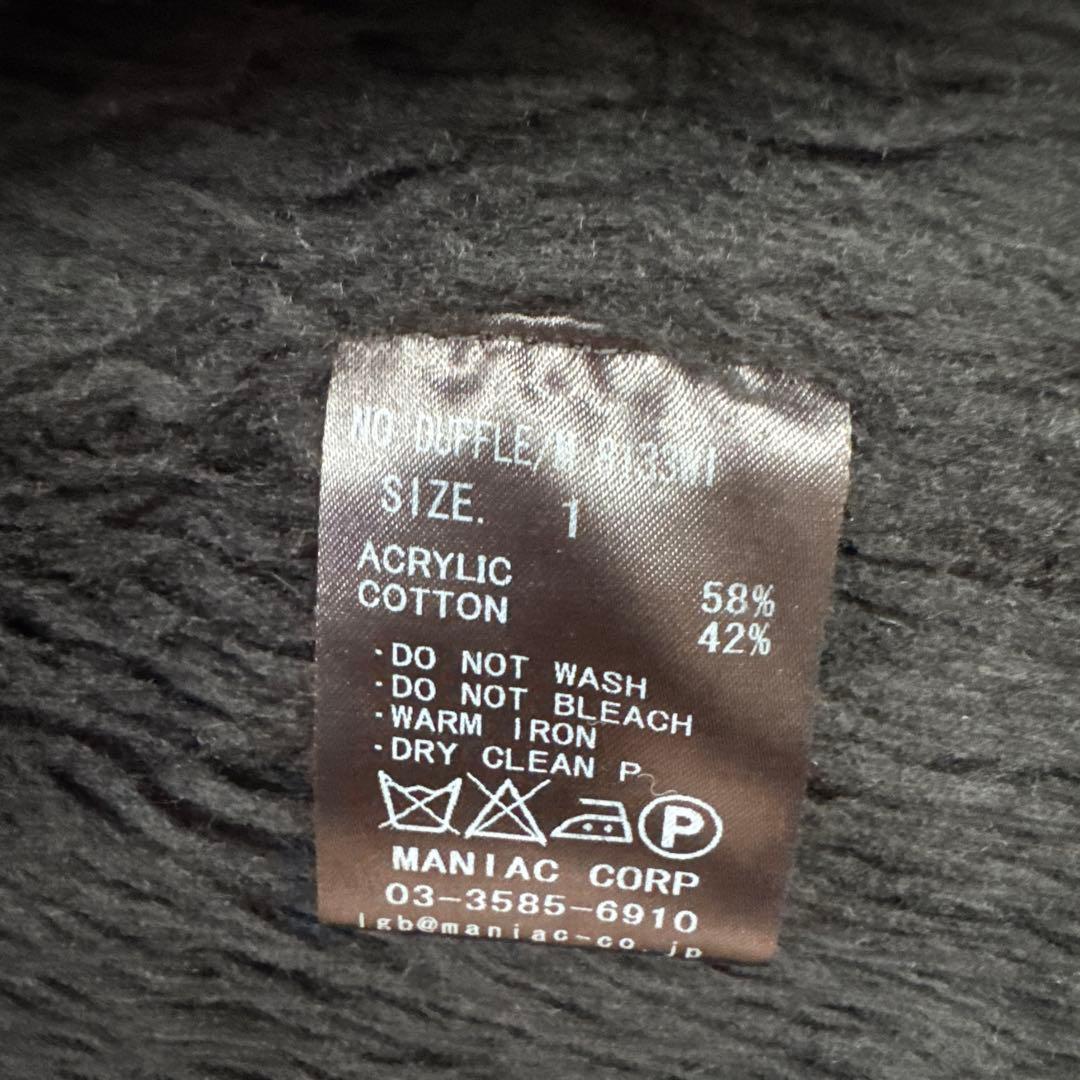 NO DUFFLE/M 8133W1
SIZE. 1
ACRYLIC 58%
COTTON 42%
·DO NOT WASH
·DO NOT BLEACH
·WARM IRON
·DRY CLEAN P
P
MANIAC CORP
03-3585-6910
lgb@maniac-co.jp